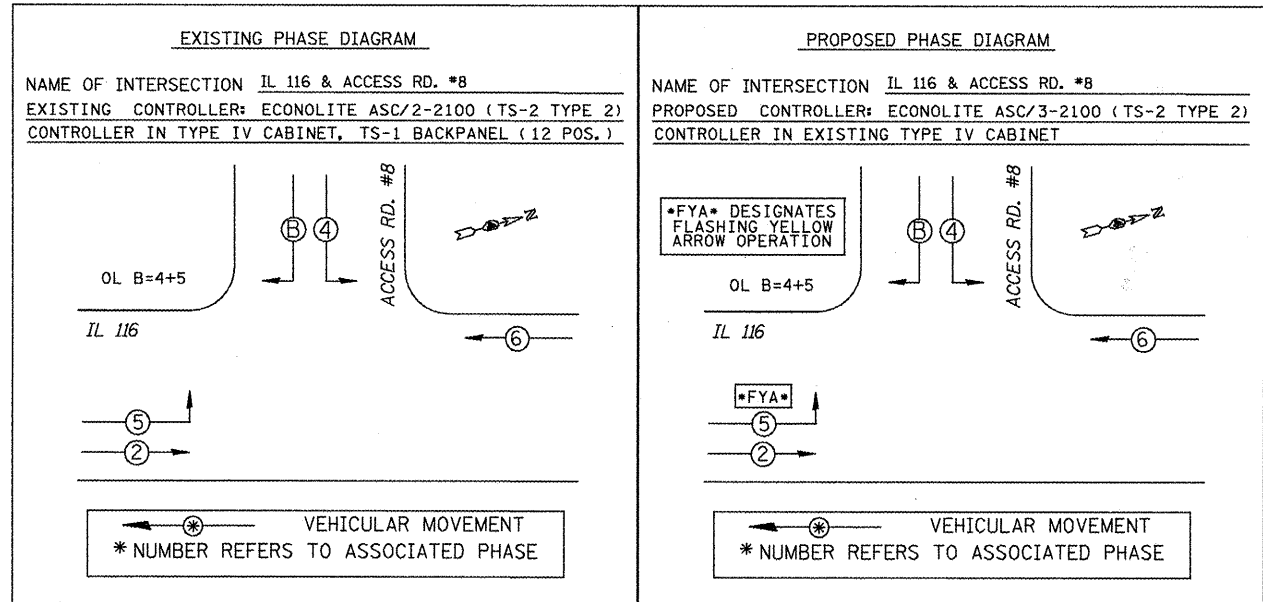 EXISTING PHASE DIAGRAM
NAME OF INTERSECTION IL 116 & ACCESS RD. *8
EXISTING CONTROLLER: ECONOLITE ASC/2-2100 (TS-2 TYPE 2)
CONTROLLER IN TYPE IV CABINET, TS-1 BACKPANEL (12 POS.)
B 4
ACCESS RD. #8
N
OL B=4+5
IL 116
6
5
2
* VEHICULAR MOVEMENT
* NUMBER REFERS TO ASSOCIATED PHASE
PROPOSED PHASE DIAGRAM
NAME OF INTERSECTION IL 116 & ACCESS RD. *8
PROPOSED CONTROLLER: ECONOLITE ASC/3-2100 (TS-2 TYPE 2)
CONTROLLER IN EXISTING TYPE IV CABINET
*FYA* DESIGNATES
FLASHING YELLOW
ARROW OPERATION
B 4
ACCESS RD. #8
N
OL B=4+5
IL 116
6
*FYA*
5
2
* VEHICULAR MOVEMENT
* NUMBER REFERS TO ASSOCIATED PHASE